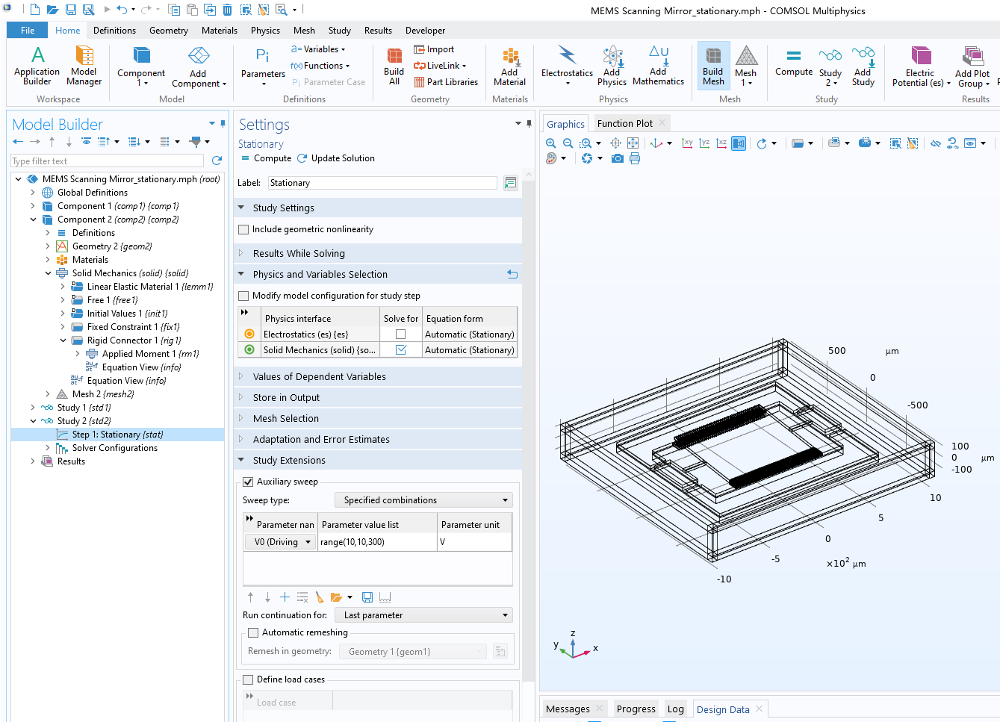 MEMS Scanning Mirror_stationary.mph - COMSOL Multiphysics
File Home Definitions Geometry Materials Physics Mesh Study Results Developer
Application Builder
Model Manager
Workspace
Component 1
Add Component
Model
Pi
Parameters
a= Variables
f(x) Functions
Pi Parameter Case
Definitions
Build All
Import
LiveLink
Part Libraries
Geometry
Add Material
Materials
Electrostatics
Add Physics
Add Mathematics
Physics
Build Mesh
Mesh 1
Mesh
Compute
Study 2
Add Study
Study
Electric Potential (es)
Add Plot Group
Results
Model Builder
Type filter text
MEMS Scanning Mirror_stationary.mph (root)
Global Definitions
Component 1 (comp1) {comp1}
Component 2 (comp2) {comp2}
Definitions
Geometry 2 {geom2}
Materials
Solid Mechanics (solid) {solid}
Linear Elastic Material 1 {lemm1}
Free 1 {free1}
Initial Values 1 {init1}
Fixed Constraint 1 {fix1}
Rigid Connector 1 {rig1}
Applied Moment 1 {rm1}
Equation View {info}
Equation View {info}
Mesh 2 {mesh2}
Study 1 {std1}
Study 2 {std2}
Step 1: Stationary {stat}
Solver Configurations
Results
Settings
Stationary
= Compute Update Solution
Label: Stationary
Study Settings
Include geometric nonlinearity
Results While Solving
Physics and Variables Selection
Modify model configuration for study step
Physics interface Solve for Equation form
Electrostatics (es) {es} Automatic (Stationary)
Solid Mechanics (solid) {so... Automatic (Stationary)
Values of Dependent Variables
Store in Output
Mesh Selection
Adaptation and Error Estimates
Study Extensions
Auxiliary sweep
Sweep type: Specified combinations
Parameter nan Parameter value list Parameter unit
V0 (Driving range(10,10,300) V
Run continuation for: Last parameter
Automatic remeshing
Remesh in geometry: Geometry 1 {geom1}
Define load cases
Load case
Graphics Function Plot
xy yz xz
500 µm
0
-500
100
0 µm
-100
10
5
0
×10² µm
-5
-10
z
y
x
Messages Progress Log Design Data